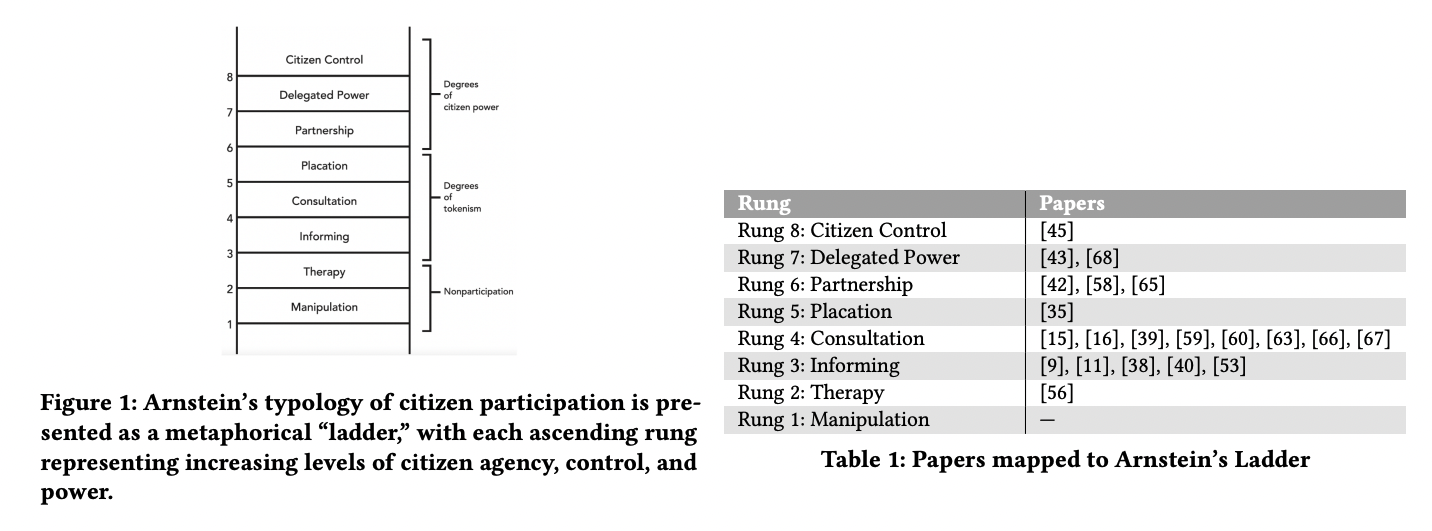 Citizen Control
8
Delegated Power
7
Partnership
6
Placation
5
Consultation
4
Informing
3
Therapy
2
Manipulation
1
Degrees
of
citizen power
Degrees
of
tokenism
Nonparticipation
Figure 1: Arnstein's typology of citizen participation is pre-
sented as a metaphorical “ladder,” with each ascending rung
representing increasing levels of citizen agency, control, and
power.
Rung Papers
Rung 8: Citizen Control [45]
Rung 7: Delegated Power [43], [68]
Rung 6: Partnership [42], [58], [65]
Rung 5: Placation [35]
Rung 4: Consultation [15], [16], [39], [59], [60], [63], [66], [67]
Rung 3: Informing [9], [11], [38], [40], [53]
Rung 2: Therapy [56]
Rung 1: Manipulation —
Table 1: Papers mapped to Arnstein's Ladder